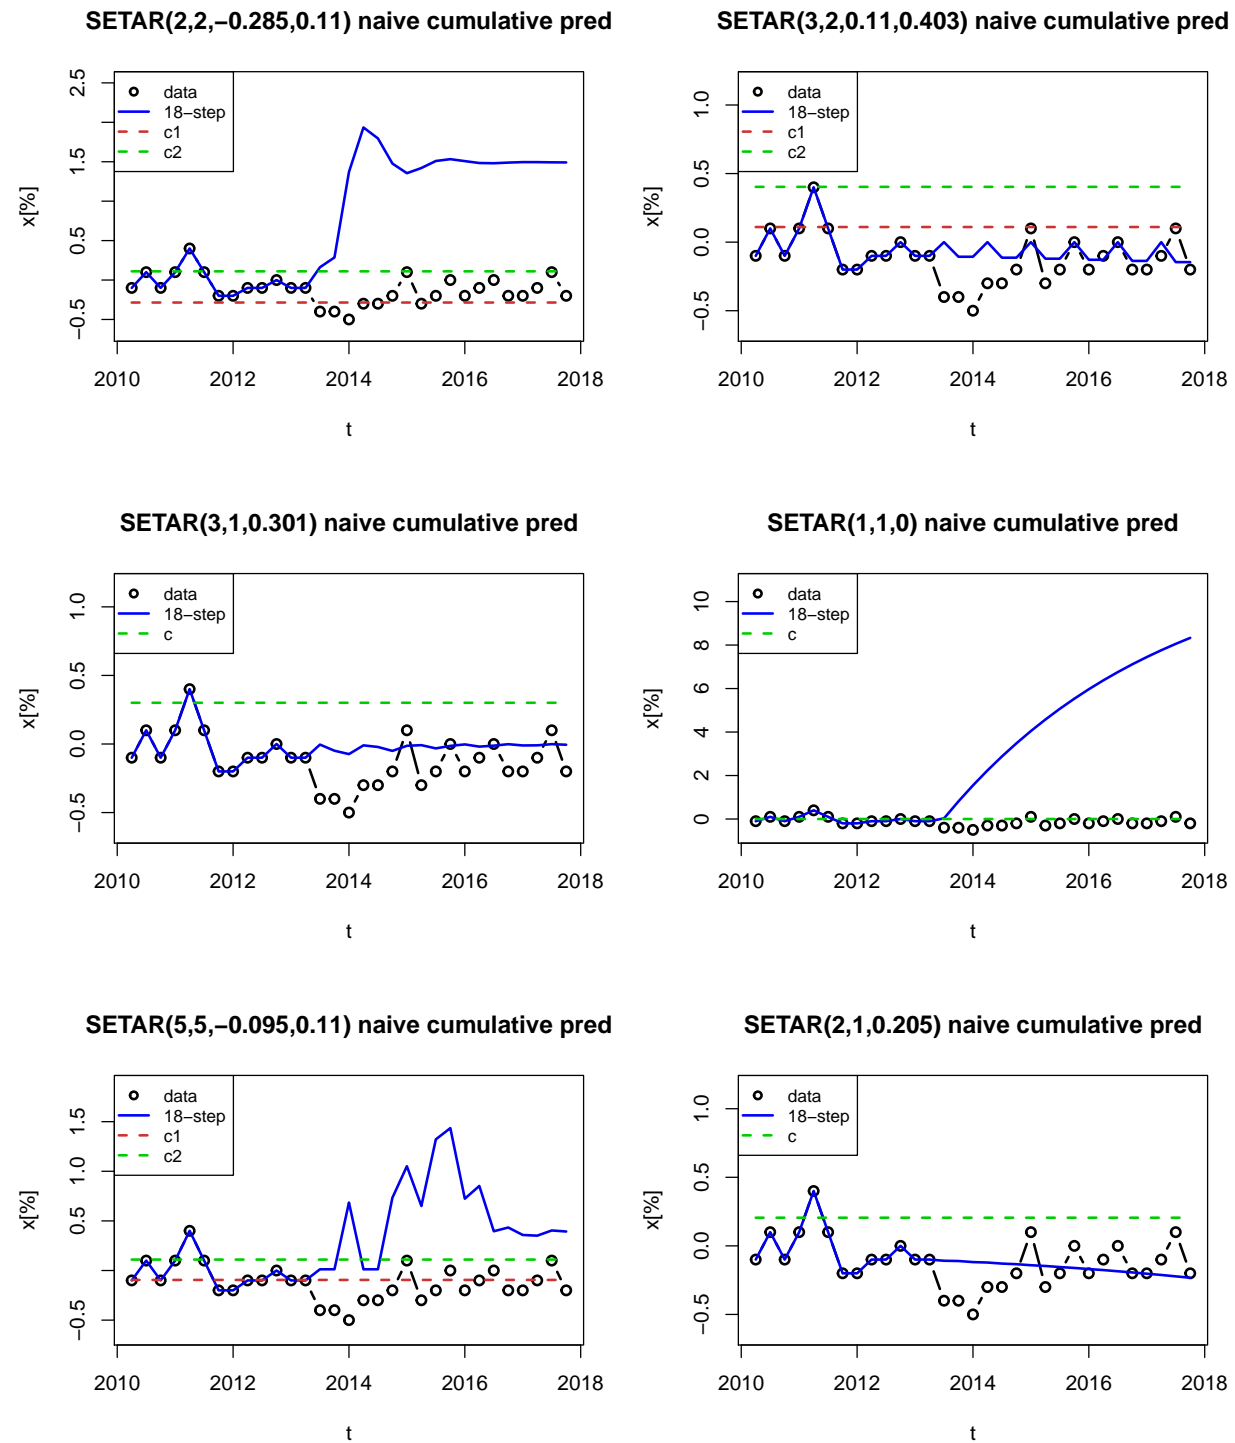 SETAR(2,2,−0.285,0.11) naive cumulative pred
data
18−step
c1
c2
x[%]
2.5
1.5
0.5
−0.5
2010 2012 2014 2016 2018
t
SETAR(3,2,0.11,0.403) naive cumulative pred
data
18−step
c1
c2
x[%]
1.0
0.5
0.0
−0.5
2010 2012 2014 2016 2018
t
SETAR(3,1,0.301) naive cumulative pred
data
18−step
c
x[%]
1.0
0.5
0.0
−0.5
2010 2012 2014 2016 2018
t
SETAR(1,1,0) naive cumulative pred
data
18−step
c
x[%]
10
8
6
4
2
0
2010 2012 2014 2016 2018
t
SETAR(5,5,−0.095,0.11) naive cumulative pred
data
18−step
c1
c2
x[%]
1.5
1.0
0.5
−0.5
2010 2012 2014 2016 2018
t
SETAR(2,1,0.205) naive cumulative pred
data
18−step
c
x[%]
1.0
0.5
0.0
−0.5
2010 2012 2014 2016 2018
t